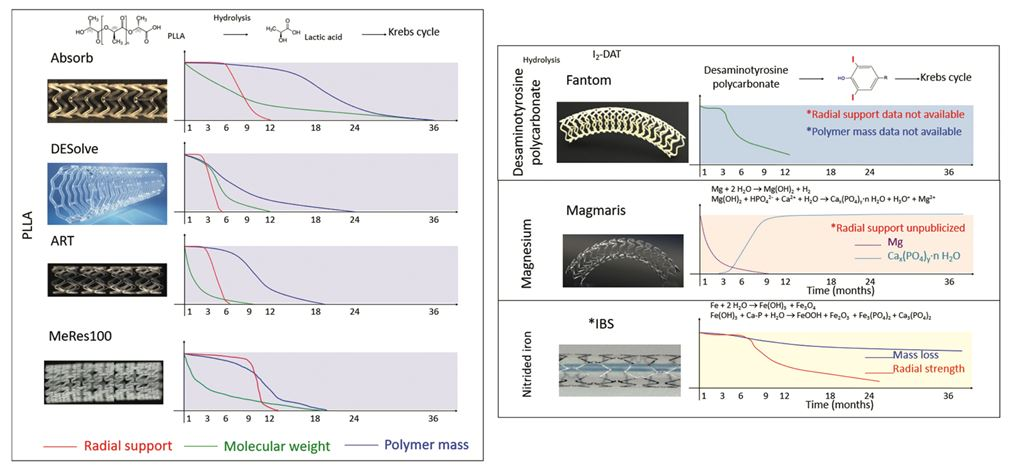 Hydrolysis
PLLA
Lactic acid
Krebs cycle
Absorb
1 3 6 9 12 18 24 36
DESolve
1 3 6 9 12 18 24 36
ART
1 3 6 9 12 18 24 36
MeRes100
1 3 6 9 12 18 24 36
PLLA
Radial support
Molecular weight
Polymer mass
Hydrolysis
I₂-DAT
Desaminotyrosine polycarbonate
Fantom
Desaminotyrosine
polycarbonate
Krebs cycle
*Radial support data not available
*Polymer mass data not available
1 3 6 9 12 18 24 36
Magnesium
Magmaris
Mg + 2 H₂O → Mg(OH)₂ + H₂
Mg(OH)₂ + HPO₄²⁻ + Ca²⁺ + H₂O → Caₓ(PO₄)ᵧ·n H₂O + H₂O⁺ + Mg²⁺
*Radial support unpublicized
Mg
Caₓ(PO4)ᵧ·n H₂O
1 3 6 9 12 18 24 36
Time (months)
Nitrided iron
*IBS
Fe + 2 H₂O → Fe(OH)₃ + Fe₃O₄
Fe(OH)₃ + Ca-P + H₂O → FeOOH + Fe₂O₃ + Fe₃(PO₄)₂ + Ca₃(PO₄)₂
Mass loss
Radial strength
1 3 6 9 12 18 24 36
Time (months)